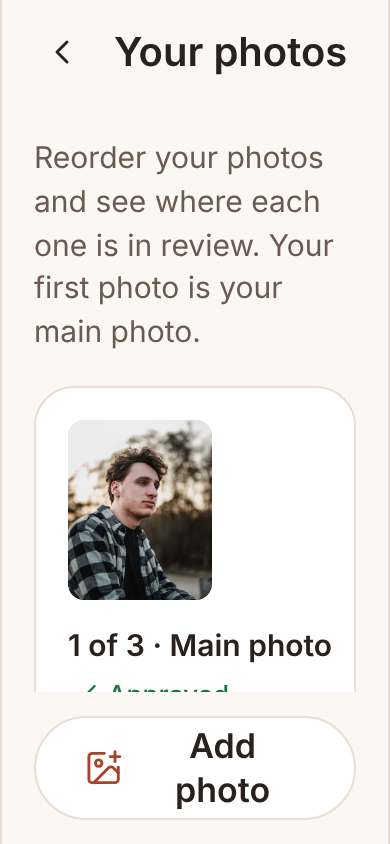 Your photos
Reorder your photos
and see where each
one is in review. Your
first photo is your
main photo.
1 of 3 · Main photo
✓ Approved
Add
photo